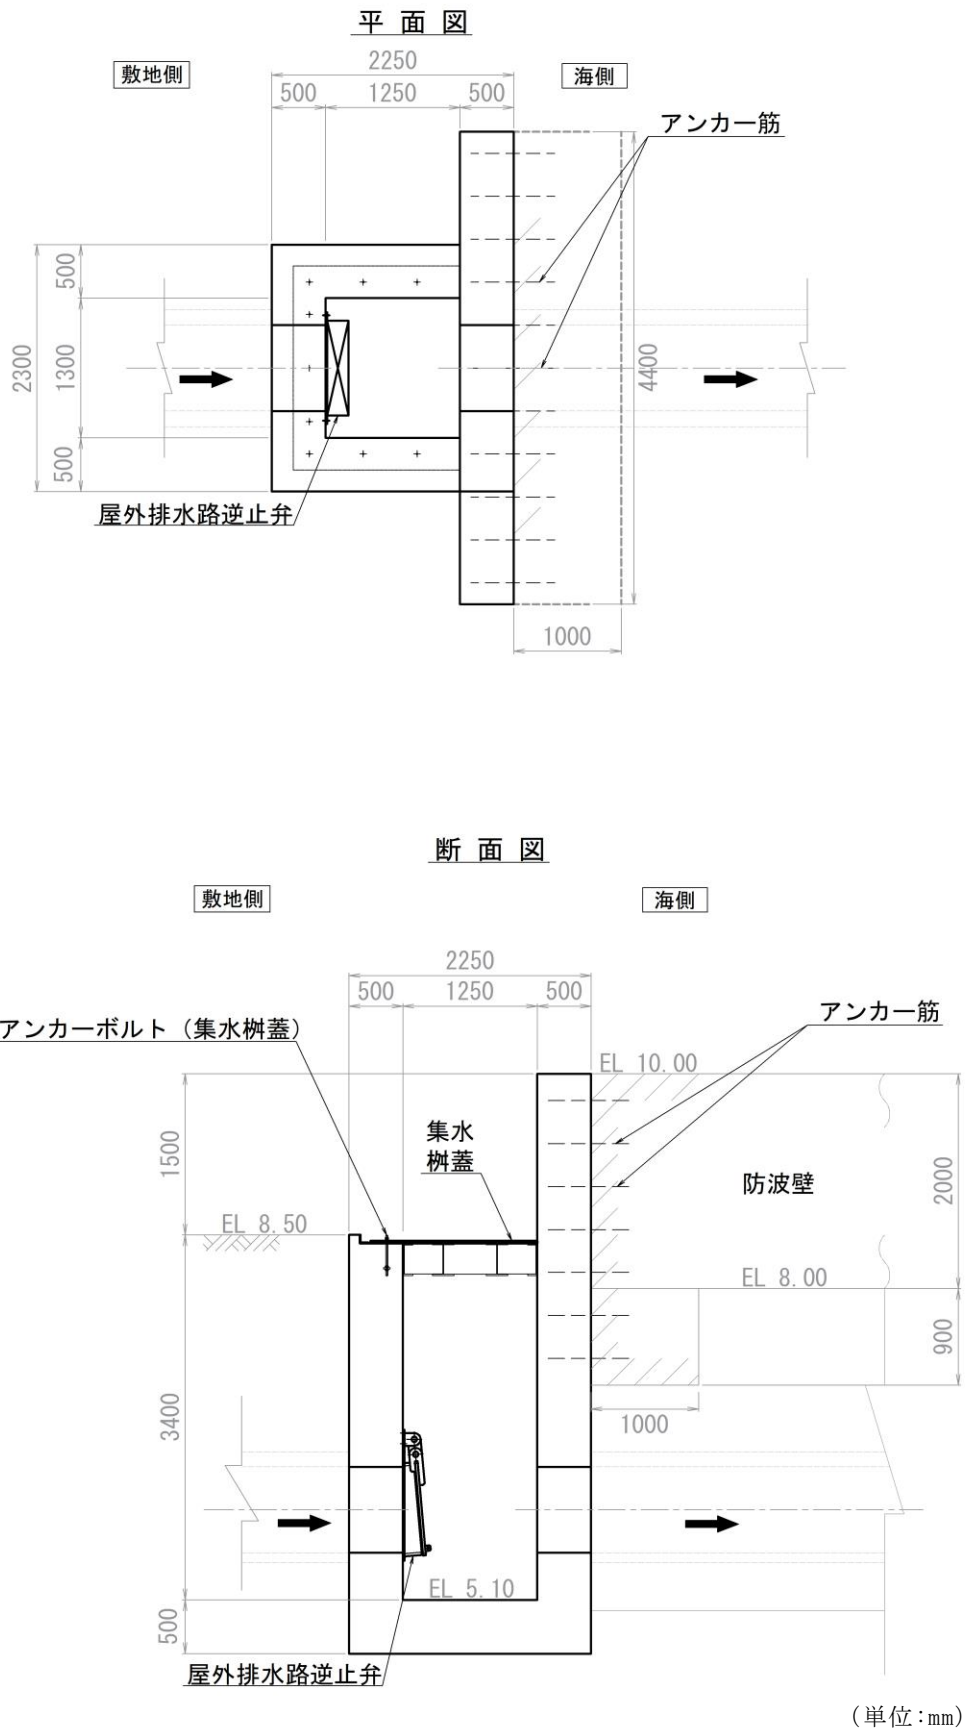 平 面 図
敷地側
海側
2250
500
1250
500
アンカー筋
500
1300
2300
500
4400
屋外排水路逆止弁
1000
断 面 図
敷地側
海側
2250
500
1250
500
アンカー筋
アンカーボルト（集水桝蓋）
EL 10.00
1500
集水
桝蓋
防波壁
2000
EL 8.50
EL 8.00
900
3400
1000
EL 5.10
500
屋外排水路逆止弁
（単位：mm）